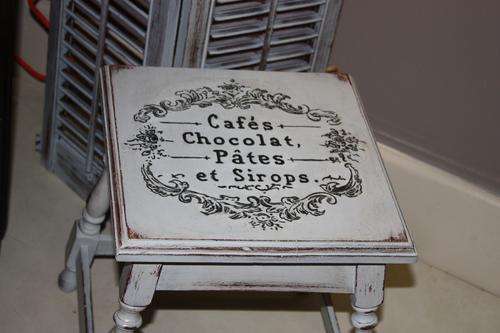 Cafés
Chocolat,
Pâtes
et Sirops.